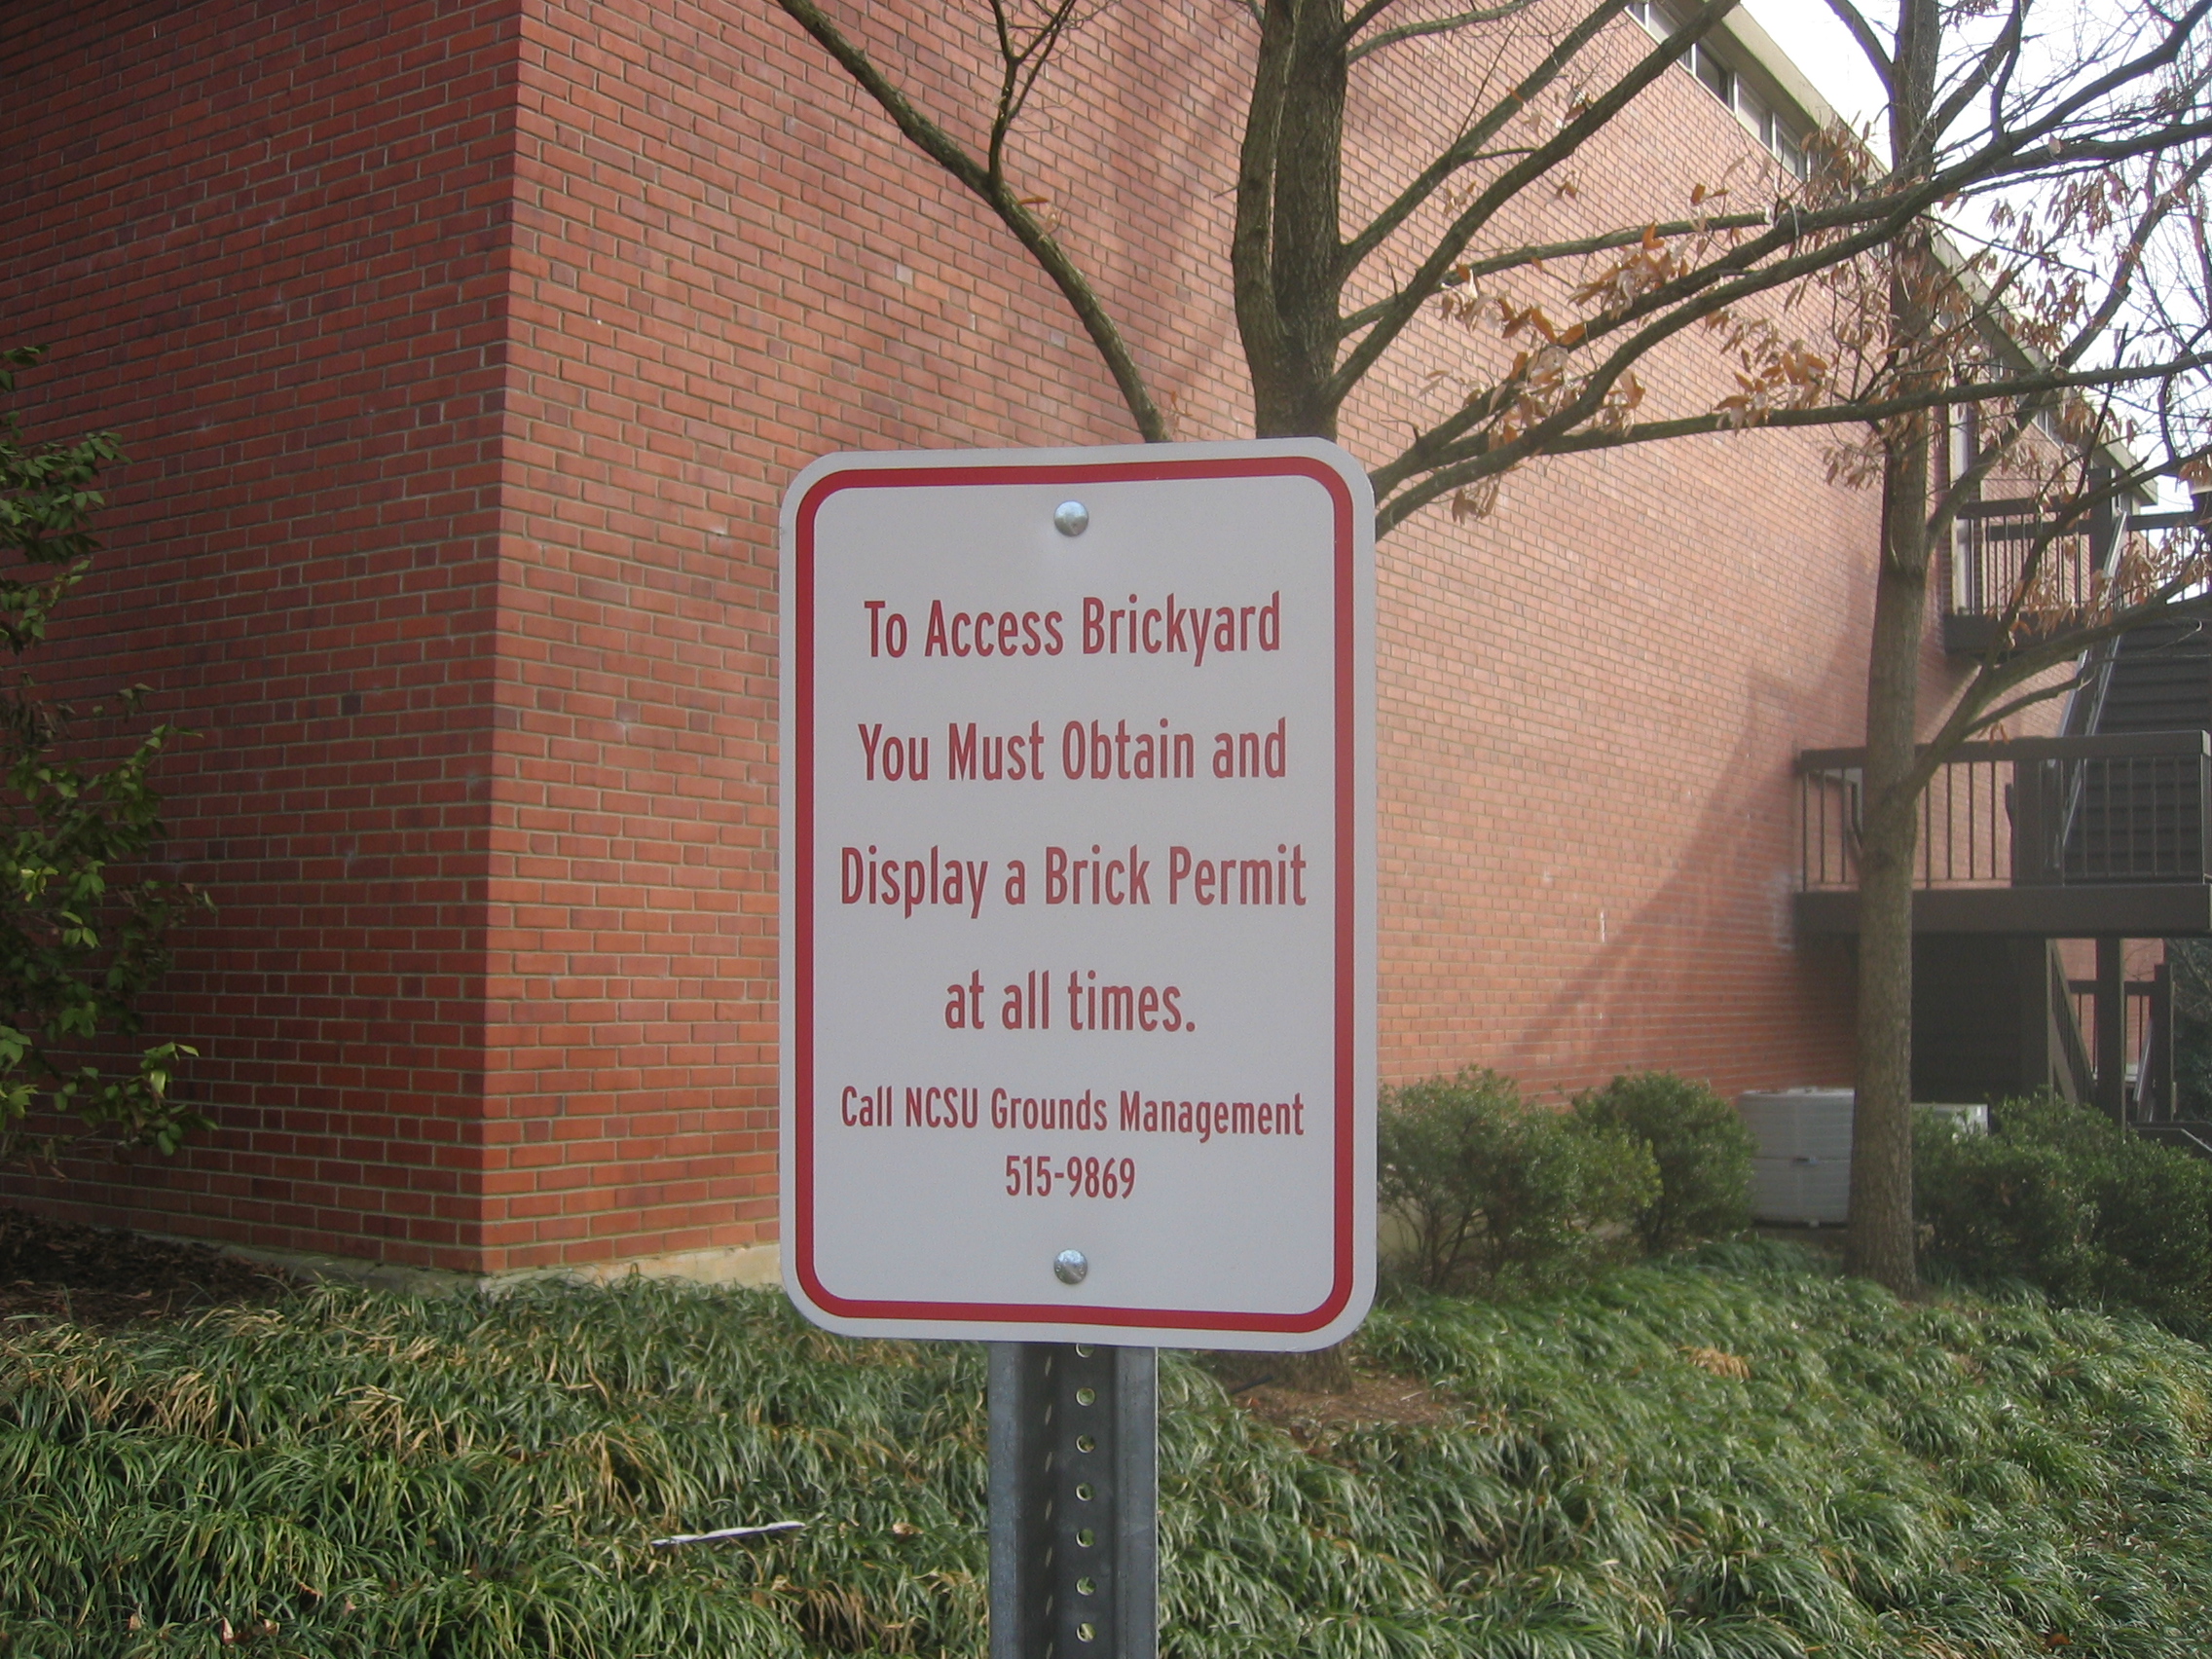 To Access Brickyard
You Must Obtain and
Display a Brick Permit
at all times.
Call NCSU Grounds Management
515-9869